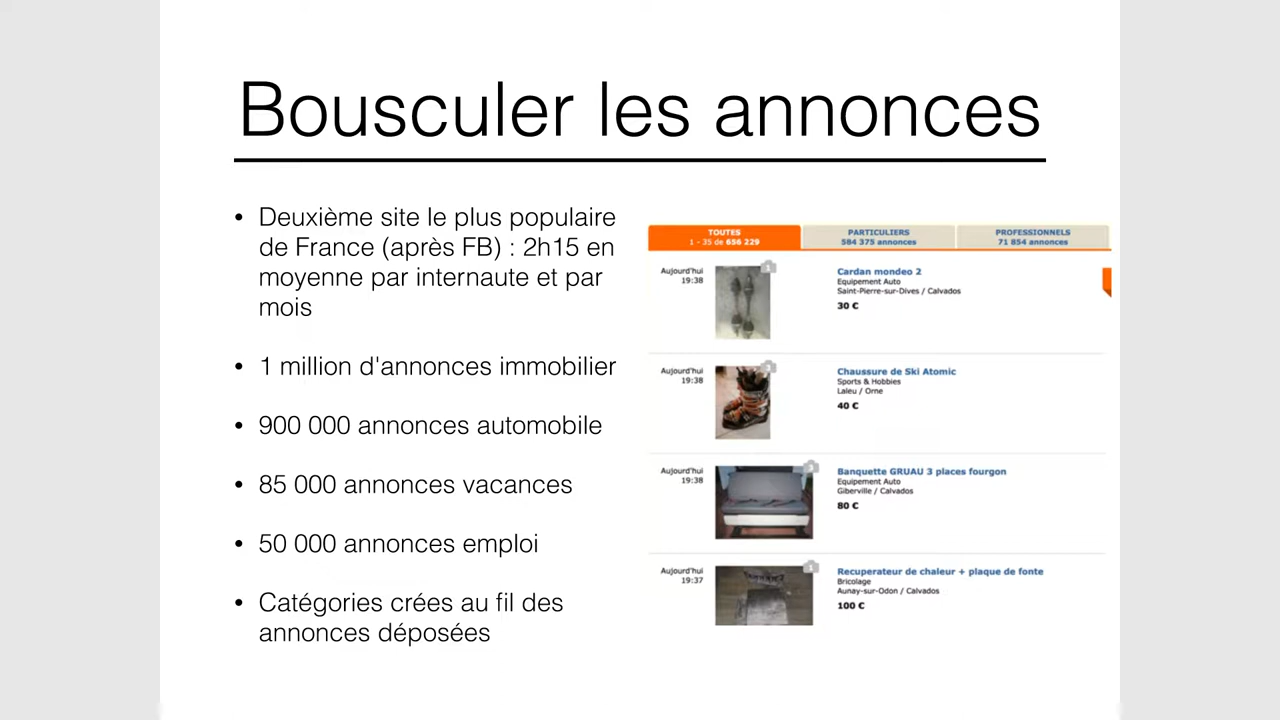 Bousculer les annonces
• Deuxième site le plus populaire
de France (après FB) : 2h15 en
moyenne par internaute et par
mois
• 1 million d'annonces immobilier
• 900 000 annonces automobile
• 85 000 annonces vacances
• 50 000 annonces emploi
• Catégories crées au fil des
annonces déposées
TOUTES
1 - 35 de 656 229
PARTICULIERS
584 375 annonces
PROFESSIONNELS
71 854 annonces
Aujourd'hui
19:38
Cardan mondeo 2
Equipement Auto
Saint-Pierre-sur-Dives / Calvados
30 €
Aujourd'hui
19:38
Chaussure de Ski Atomic
Sports & Hobbies
Laleu / Orne
40 €
Aujourd'hui
19:38
Banquette GRUAU 3 places fourgon
Equipement Auto
Giberville / Calvados
80 €
Aujourd'hui
19:37
Recuperateur de chaleur + plaque de fonte
Bricolage
Aunay-sur-Odon / Calvados
100 €